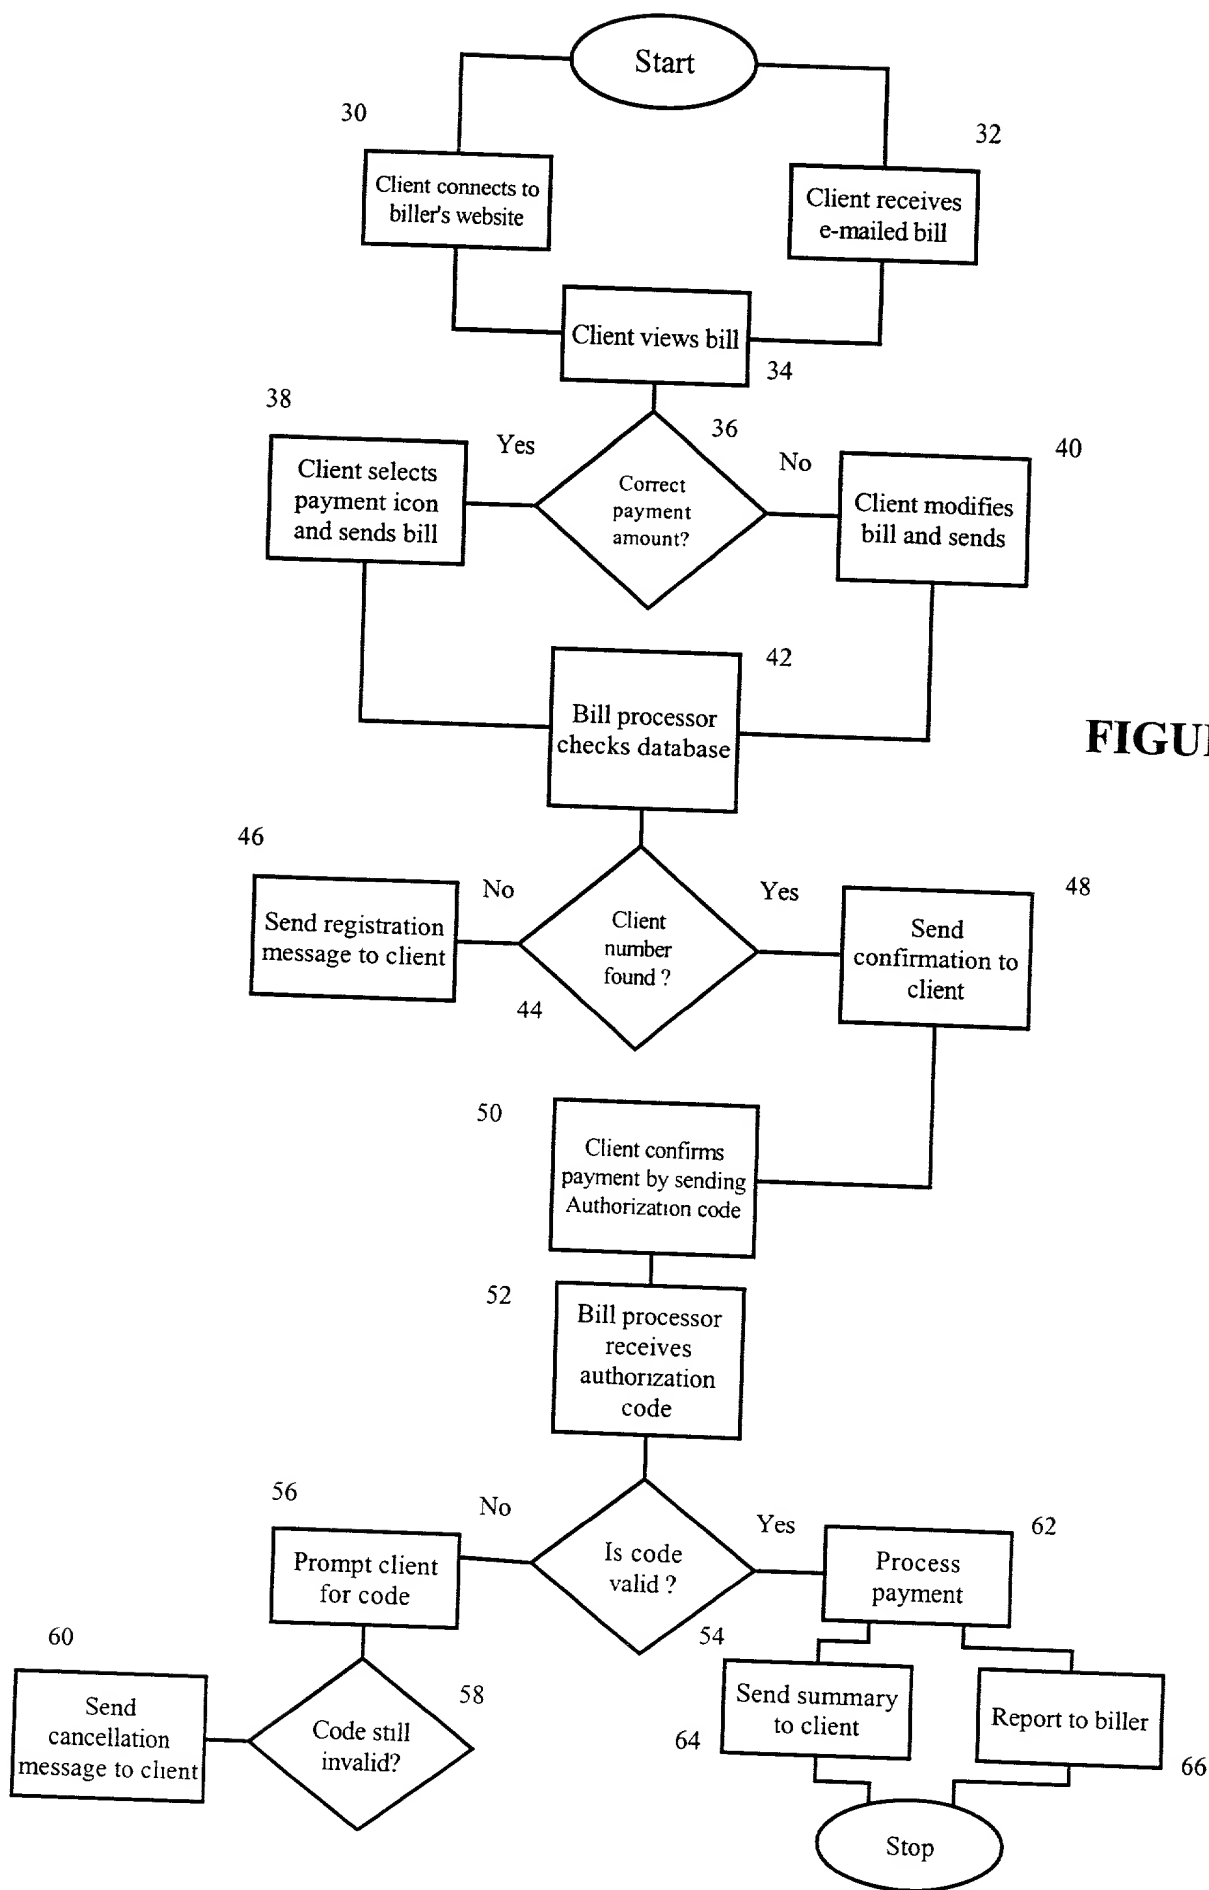 Start
30
32
Client connects to
biller's website
Client receives
e-mailed bill
Client views bill
34
38
Yes
36
No
40
Client selects
payment icon
and sends bill
Correct
payment
amount?
Client modifies
bill and sends
42
Bill processor
checks database
46
No
Yes
48
Send registration
message to client
Client
number
found ?
Send
confirmation to
client
44
50
Client confirms
payment by sending
Authorization code
52
Bill processor
receives
authorization
code
56
No
Yes
62
Prompt client
for code
Is code
valid ?
Process
payment
54
60
58
Send
cancellation
message to client
Code still
invalid?
Send summary
to client
64
Report to biller
66
Stop